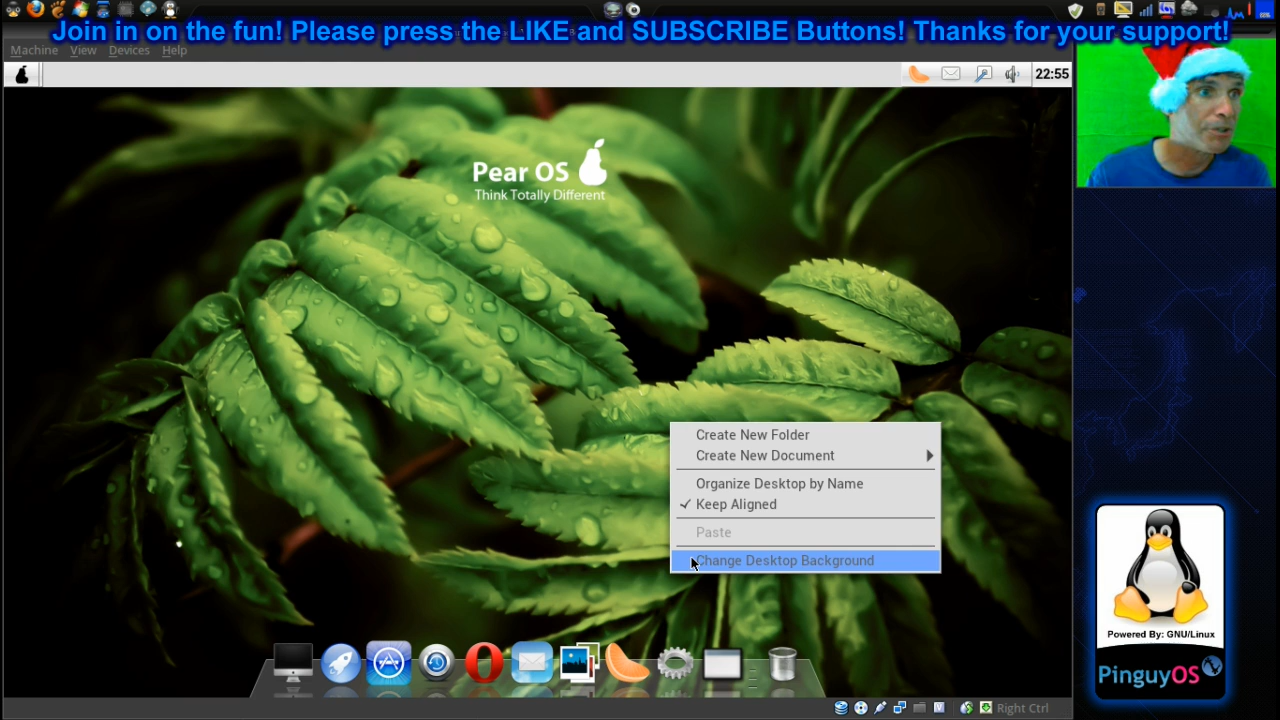 Join in on the fun! Please press the LIKE and SUBSCRIBE Buttons! Thanks for your support!
Machine View Devices Help
22:55
Pear OS
Think Totally Different
Create New Folder
Create New Document
Organize Desktop by Name
Keep Aligned
Paste
Change Desktop Background
Powered By: GNU/Linux
PinguyOS
Right Ctrl